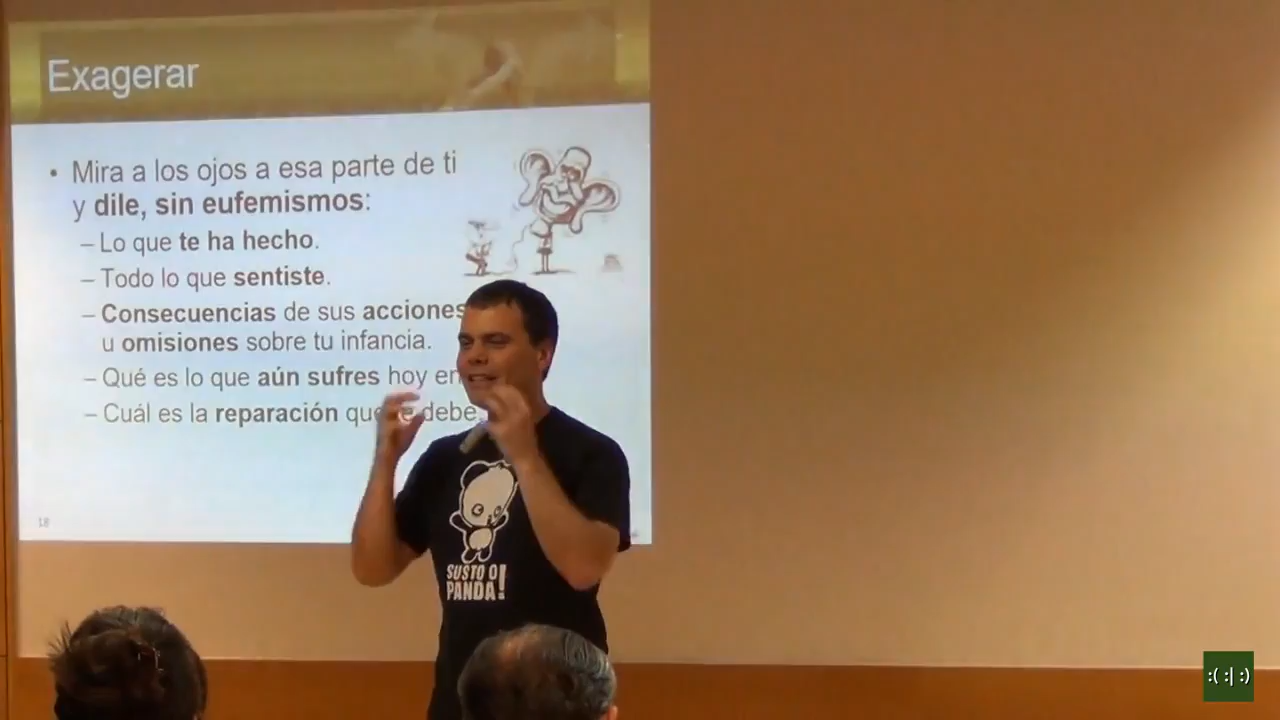 Exagerar
• Mira a los ojos a esa parte de ti
y dile, sin eufemismos:
– Lo que te ha hecho.
– Todo lo que sentiste.
– Consecuencias de sus acciones
u omisiones sobre tu infancia.
– Qué es lo que aún sufres hoy en
– Cuál es la reparación que debe
18
SUSTO O
PANDA!
:( :| :)